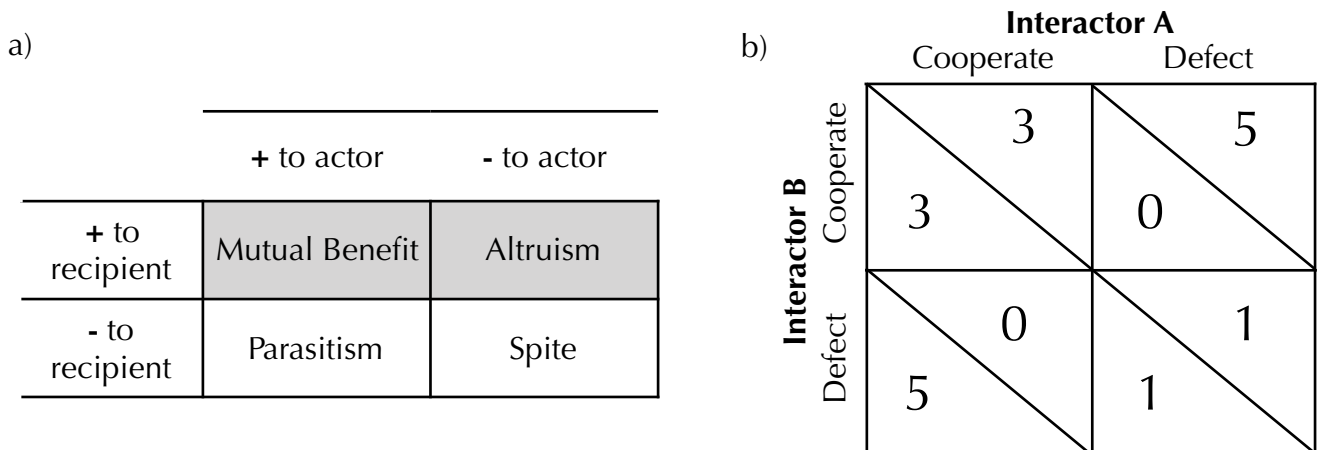 a)
+ to actor - to actor
+ to
recipient
Mutual Benefit Altruism
- to
recipient
Parasitism Spite
b)
Interactor A
Cooperate Defect
Interactor B
Cooperate
3 5
3 0
Defect
0 1
5 1